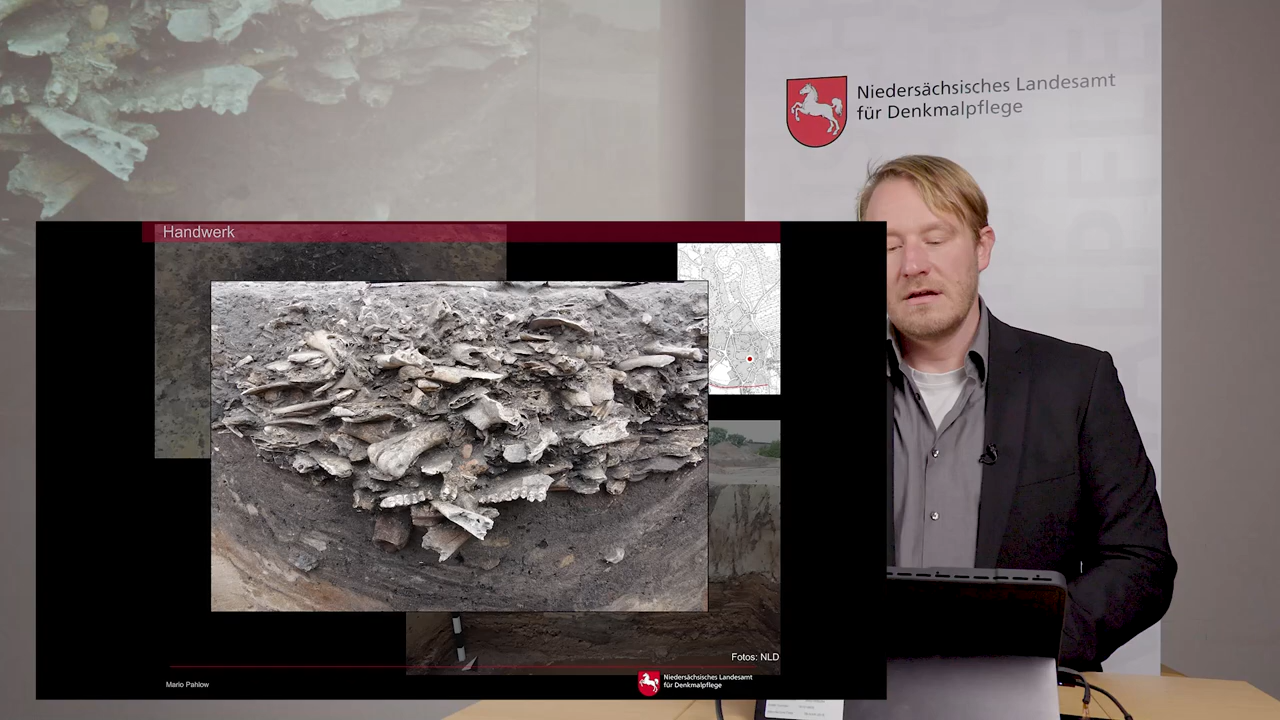 Niedersächsisches Landesamt
für Denkmalpflege
Handwerk
Fotos: NLD
Mario Pahlow
Niedersächsisches Landesamt
für Denkmalpflege